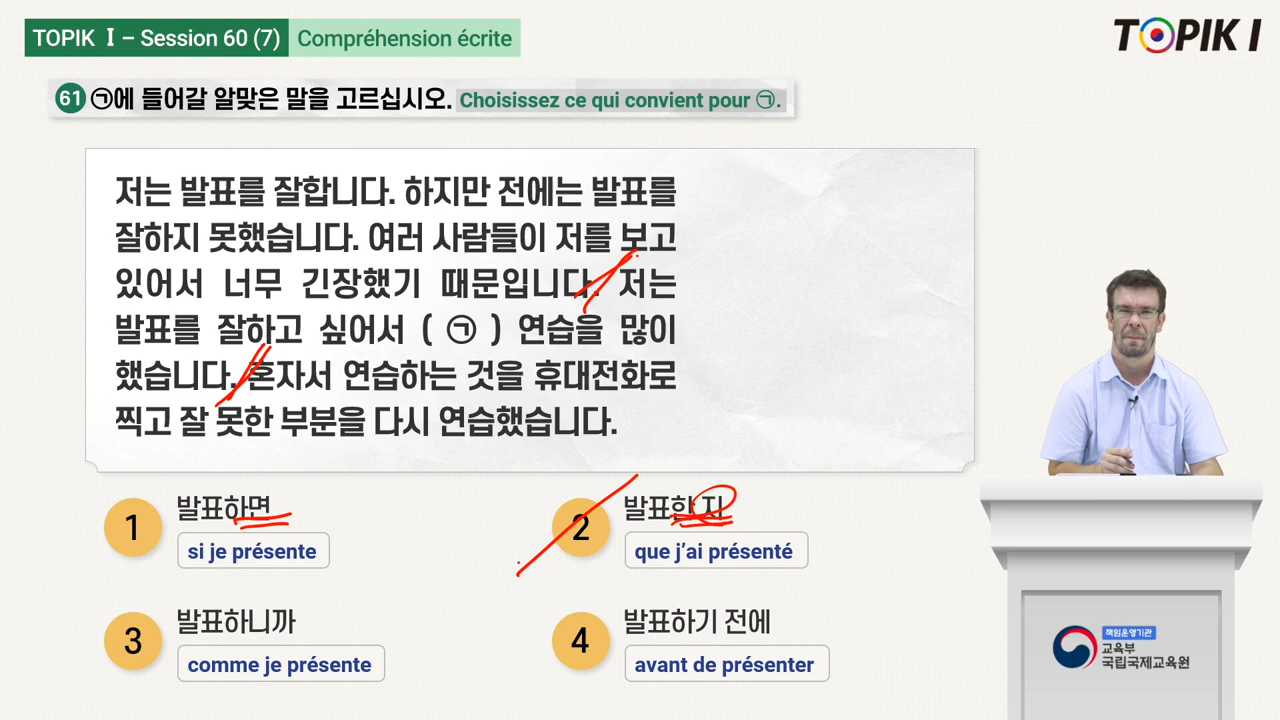 TOPIK Ⅰ – Session 60 (7) Compréhension écrite
TOPIK I
61 ㉠에 들어갈 알맞은 말을 고르십시오. Choisissez ce qui convient pour ㉠.
저는 발표를 잘합니다. 하지만 전에는 발표를
잘하지 못했습니다. 여러 사람들이 저를 보고
있어서 너무 긴장했기 때문입니다. 저는
발표를 잘하고 싶어서 ( ㉠ ) 연습을 많이
했습니다. 혼자서 연습하는 것을 휴대전화로
찍고 잘 못한 부분을 다시 연습했습니다.
1 발표하면
si je présente
2 발표한 지
que j’ai présenté
3 발표하니까
comme je présente
4 발표하기 전에
avant de présenter
책임운영기관
교육부
국립국제교육원